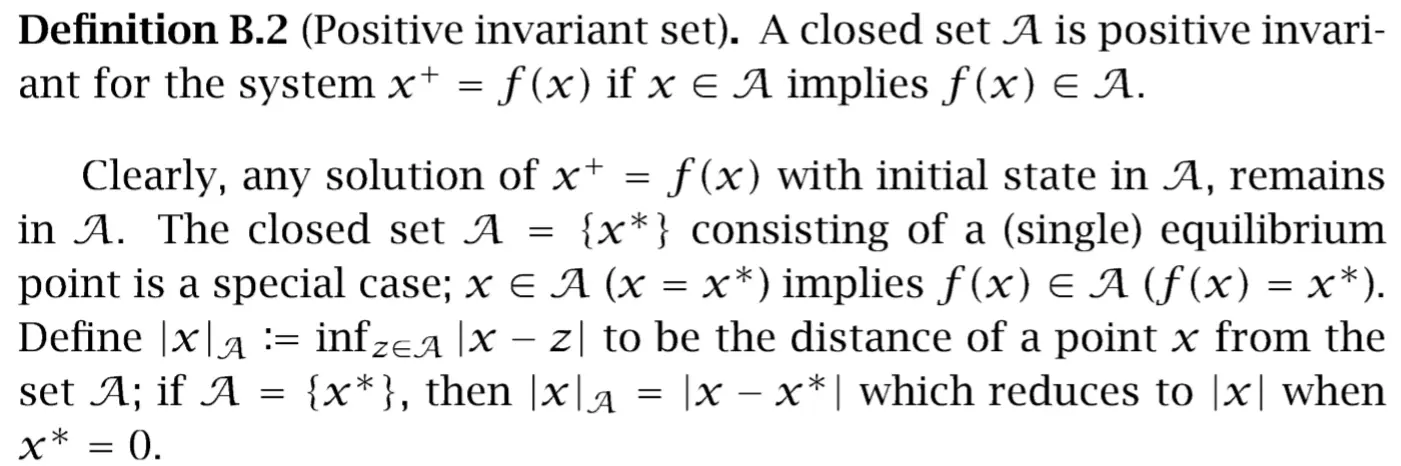 Definition B.2 (Positive invariant set). A closed set 𝒜 is positive invari-
ant for the system x⁺ = f(x) if x ∈ 𝒜 implies f(x) ∈ 𝒜.
Clearly, any solution of x⁺ = f(x) with initial state in 𝒜, remains
in 𝒜. The closed set 𝒜 = {x*} consisting of a (single) equilibrium
point is a special case; x ∈ 𝒜 (x = x*) implies f(x) ∈ 𝒜 (f(x) = x*).
Define |x|_𝒜 := inf_{z∈𝒜} |x − z| to be the distance of a point x from the
set 𝒜; if 𝒜 = {x*}, then |x|_𝒜 = |x − x*| which reduces to |x| when
x* = 0.